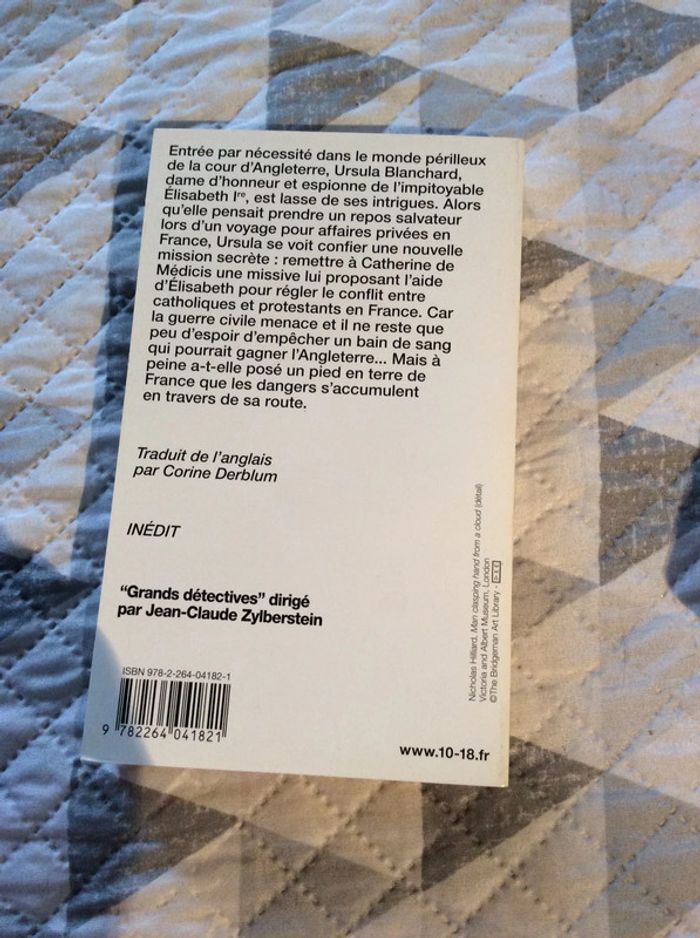 Entrée par nécessité dans le monde périlleux
de la cour d'Angleterre, Ursula Blanchard,
dame d'honneur et espionne de l'impitoyable
Élisabeth Iʳᵉ, est lasse de ses intrigues. Alors
qu'elle pensait prendre un repos salvateur
lors d'un voyage pour affaires privées en
France, Ursula se voit confier une nouvelle
mission secrète : remettre à Catherine de
Médicis une missive lui proposant l'aide
d'Élisabeth pour régler le conflit entre
catholiques et protestants en France. Car
la guerre civile menace et il ne reste que
peu d'espoir d'empêcher un bain de sang
qui pourrait gagner l'Angleterre... Mais à
peine a-t-elle posé un pied en terre de
France que les dangers s'accumulent
en travers de sa route.
Traduit de l'anglais
par Corine Derblum
INÉDIT
"Grands détectives" dirigé
par Jean-Claude Zylberstein
ISBN 978-2-264-04182-1
9 782264 041821
www.10-18.fr
Nicholas Hilliard, Man clasping hand from a cloud (détail)
Victoria and Albert Museum, London
©The Bridgeman Art Library -